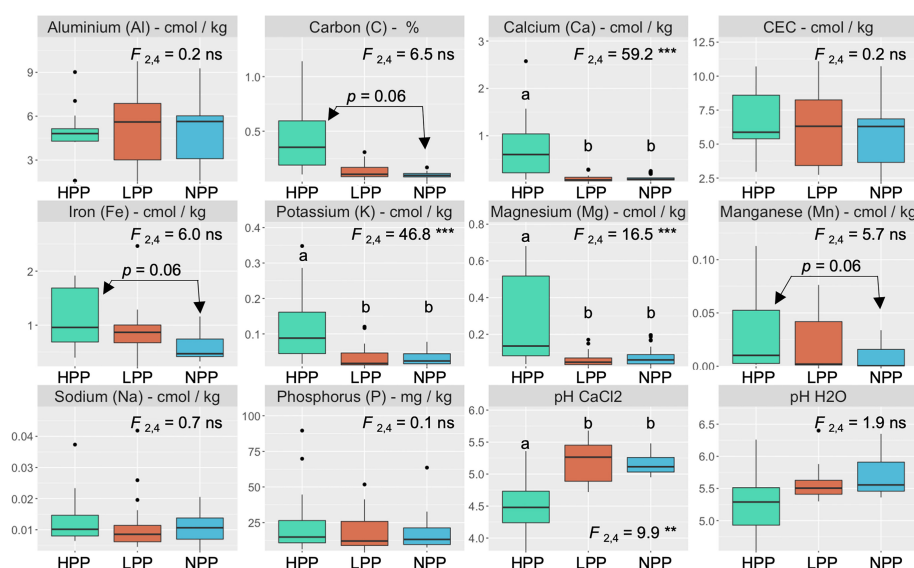 Aluminium (Al) - cmol / kg
F 2,4 = 0.2 ns
9
6
3
HPP LPP NPP
Carbon (C) - %
F 2,4 = 6.5 ns
p = 0.06
1.0
0.5
HPP LPP NPP
Calcium (Ca) - cmol / kg
F 2,4 = 59.2 ***
3
2
1
a
b
b
HPP LPP NPP
CEC - cmol / kg
F 2,4 = 0.2 ns
12.5
10.0
7.5
5.0
2.5
HPP LPP NPP
Iron (Fe) - cmol / kg
F 2,4 = 6.0 ns
p = 0.06
2
1
HPP LPP NPP
Potassium (K) - cmol / kg
F 2,4 = 46.8 ***
0.4
0.3
0.2
0.1
a
b
b
HPP LPP NPP
Magnesium (Mg) - cmol / kg
F 2,4 = 16.5 ***
0.8
0.6
0.4
0.2
a
b
b
HPP LPP NPP
Manganese (Mn) - cmol / kg
F 2,4 = 5.7 ns
p = 0.06
0.10
0.05
0.00
HPP LPP NPP
Sodium (Na) - cmol / kg
F 2,4 = 0.7 ns
0.04
0.03
0.02
0.01
HPP LPP NPP
Phosphorus (P) - mg / kg
F 2,4 = 0.1 ns
100
75
50
25
HPP LPP NPP
pH CaCl2
6.0
5.5
5.0
4.5
4.0
a
b
b
F 2,4 = 9.9 **
HPP LPP NPP
pH H2O
F 2,4 = 1.9 ns
6.0
5.5
5.0
HPP LPP NPP